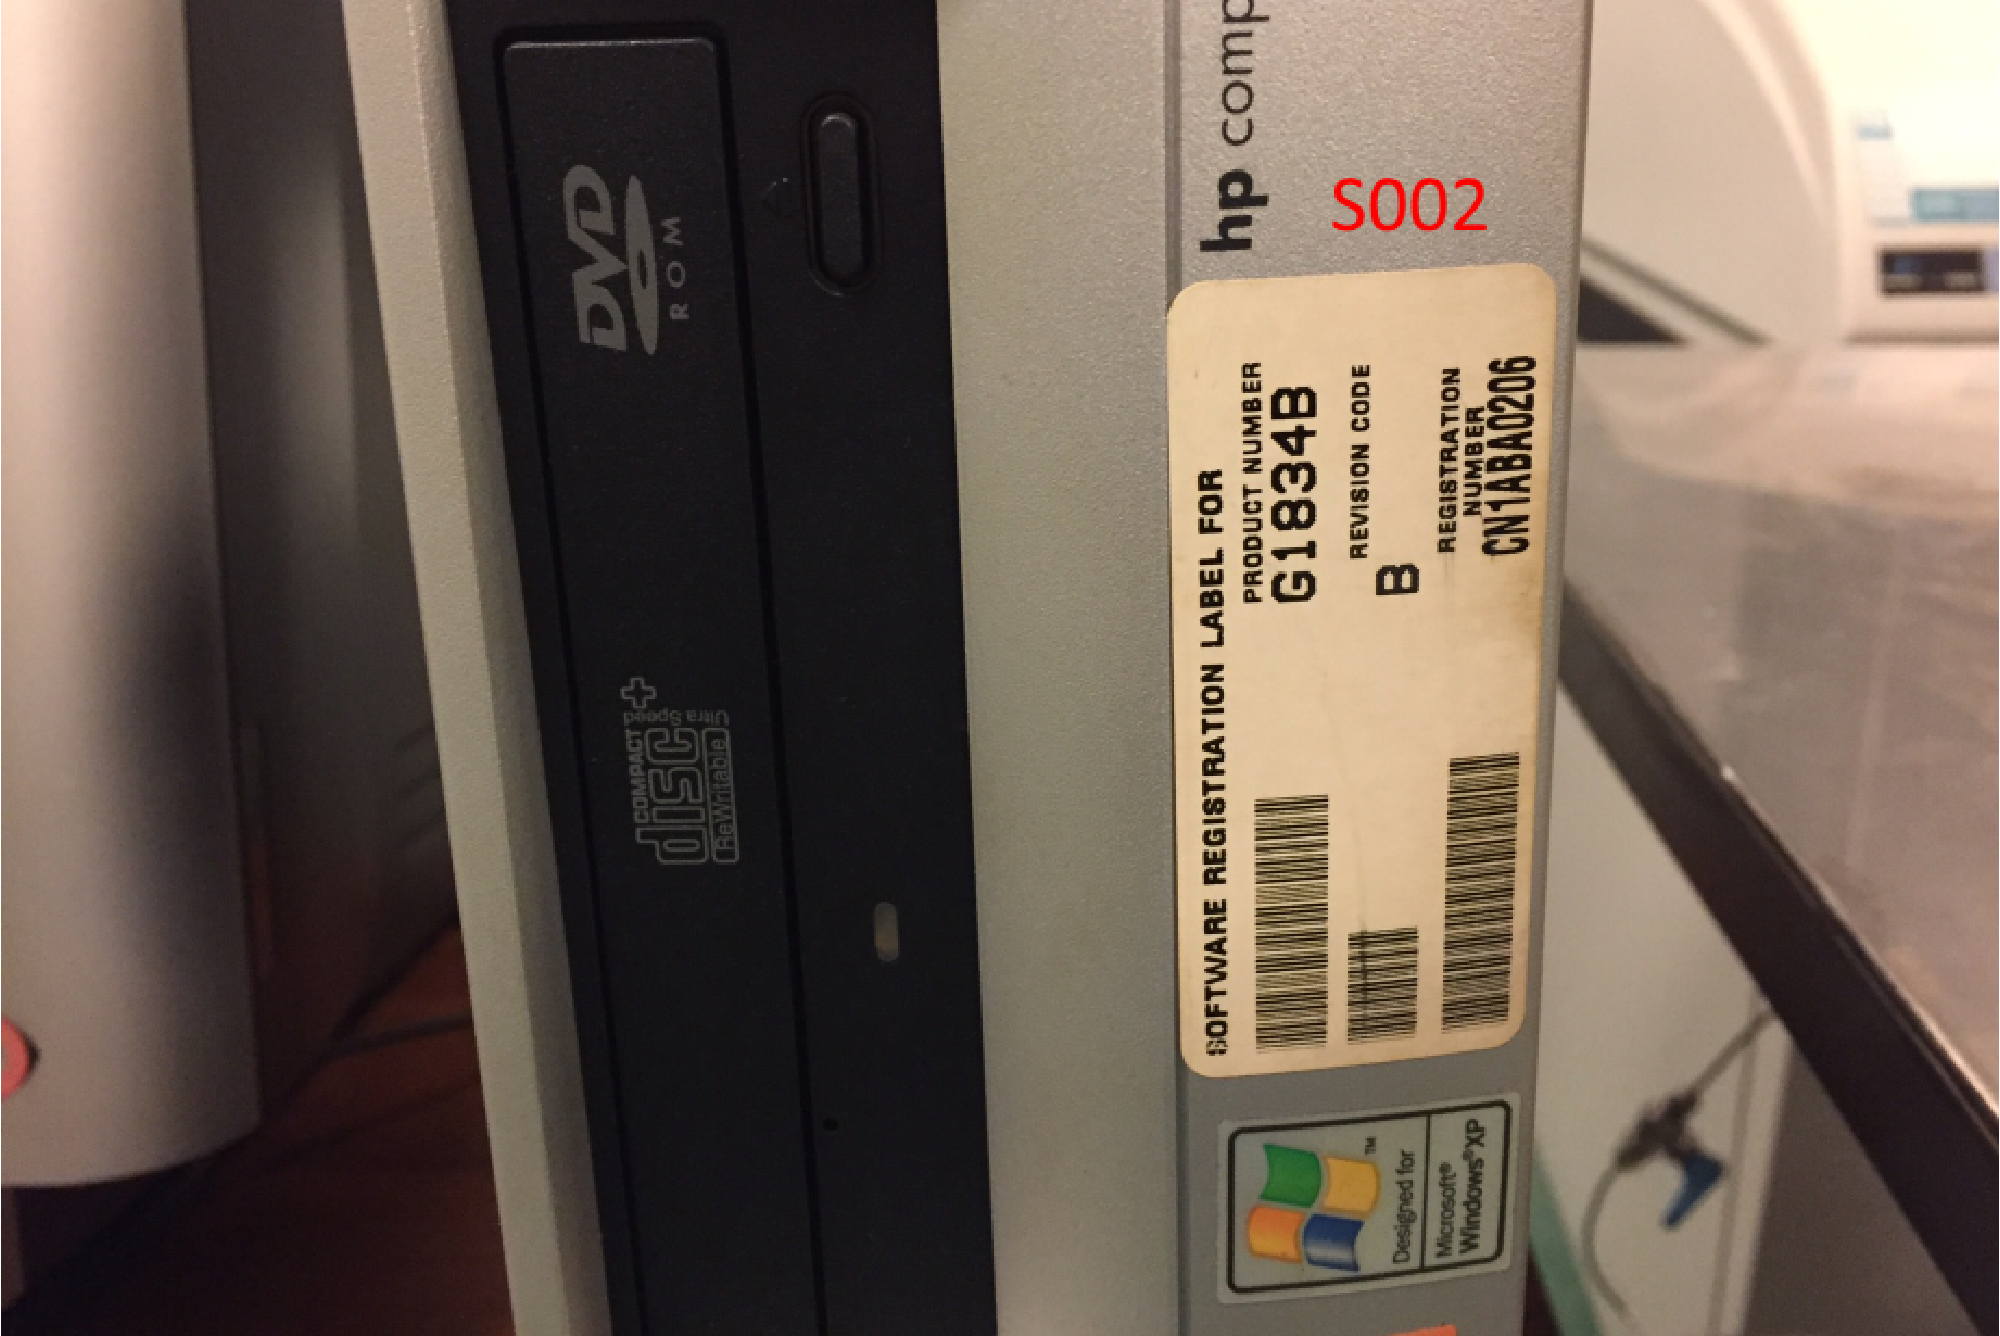 hp comp
S002
DVD
ROM
COMPACT
disc+
ReWritable
Ultra Speed
SOFTWARE REGISTRATION LABEL FOR
PRODUCT NUMBER
G1834B
REVISION CODE
B
REGISTRATION
NUMBER
CN1ABA0206
TM
Designed for
Microsoft®
Windows®XP